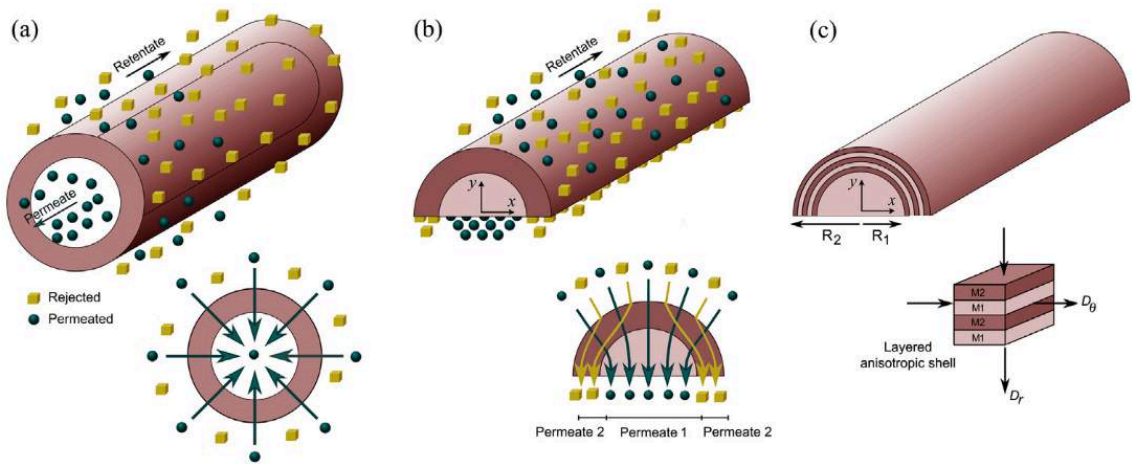 (a)
Retentate
Permeate
Rejected
Permeated
(b)
Retentate
y
x
Permeate 2
Permeate 1
Permeate 2
(c)
y
x
R2
R1
M2
M1
M2
M1
Dθ
Dr
Layered
anisotropic shell